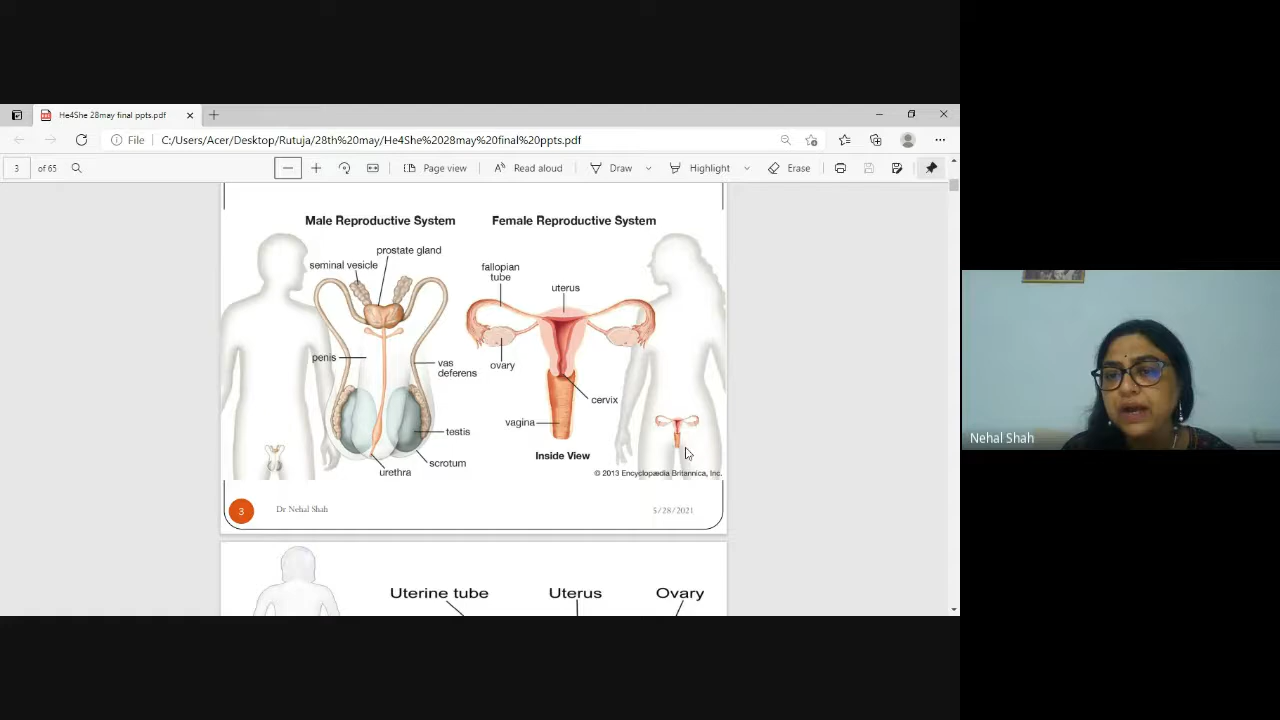 He4She 28may final ppts.pdf
File
C:/Users/Acer/Desktop/Rutuja/28th%20may/He4She%2028may%20final%20ppts.pdf
3
of 65
Page view
Read aloud
Draw
Highlight
Erase
Male Reproductive System
Female Reproductive System
prostate gland
seminal vesicle
penis
vas
deferens
testis
scrotum
urethra
fallopian
tube
uterus
ovary
cervix
vagina
Inside View
© 2013 Encyclopædia Britannica, Inc.
3
Dr Nehal Shah
5/28/2021
Uterine tube
Uterus
Ovary
Nehal Shah